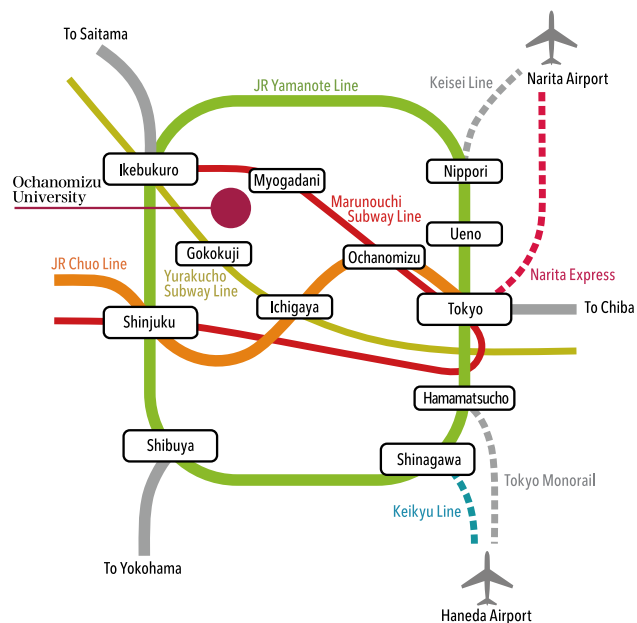 To Saitama
Keisei Line
Narita Airport
JR Yamanote Line
Ikebukuro
Myogadani
Nippori
Ochanomizu
University
Marunouchi
Subway Line
Ueno
Gokokuji
Ochanomizu
JR Chuo Line
Yurakucho
Subway Line
Narita Express
Ichigaya
Shinjuku
Tokyo
To Chiba
Hamamatsucho
Shibuya
Shinagawa
Tokyo Monorail
Keikyu Line
To Yokohama
Haneda Airport